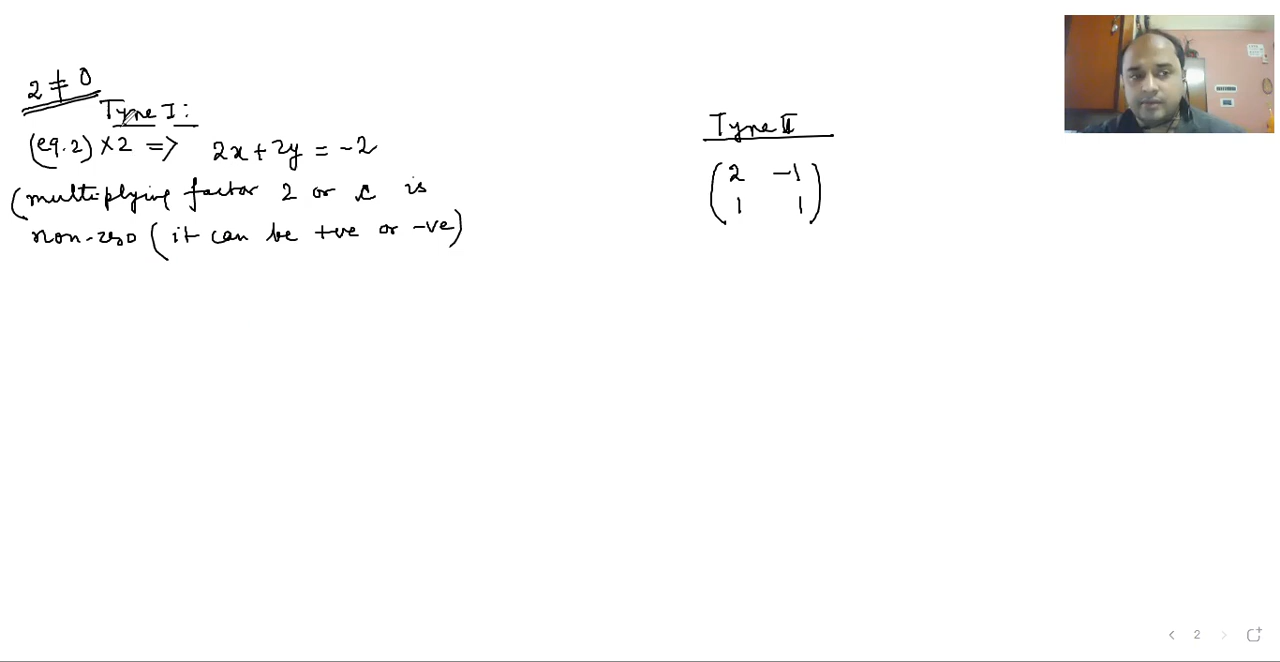 2 ≠ 0
Type I:
(eq.2) × 2 => 2x + 2y = -2
(multiplying factor 2 or c is
non-zero (it can be +ve or -ve)
Type II
(2 -1
1 1)
2